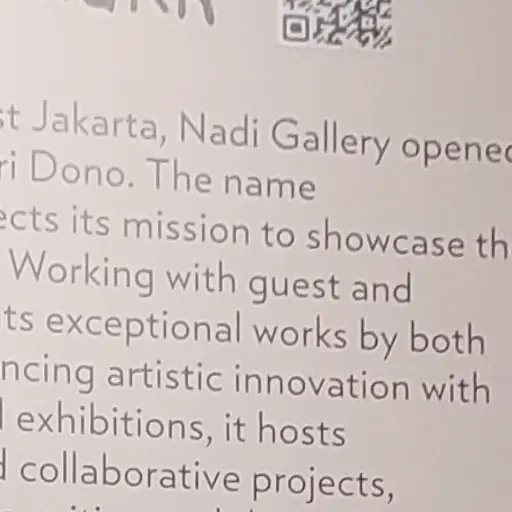 st Jakarta, Nadi Gallery opened
ri Dono. The name
ects its mission to showcase th
Working with guest and
ts exceptional works by both
ncing artistic innovation with
exhibitions, it hosts
d collaborative projects,